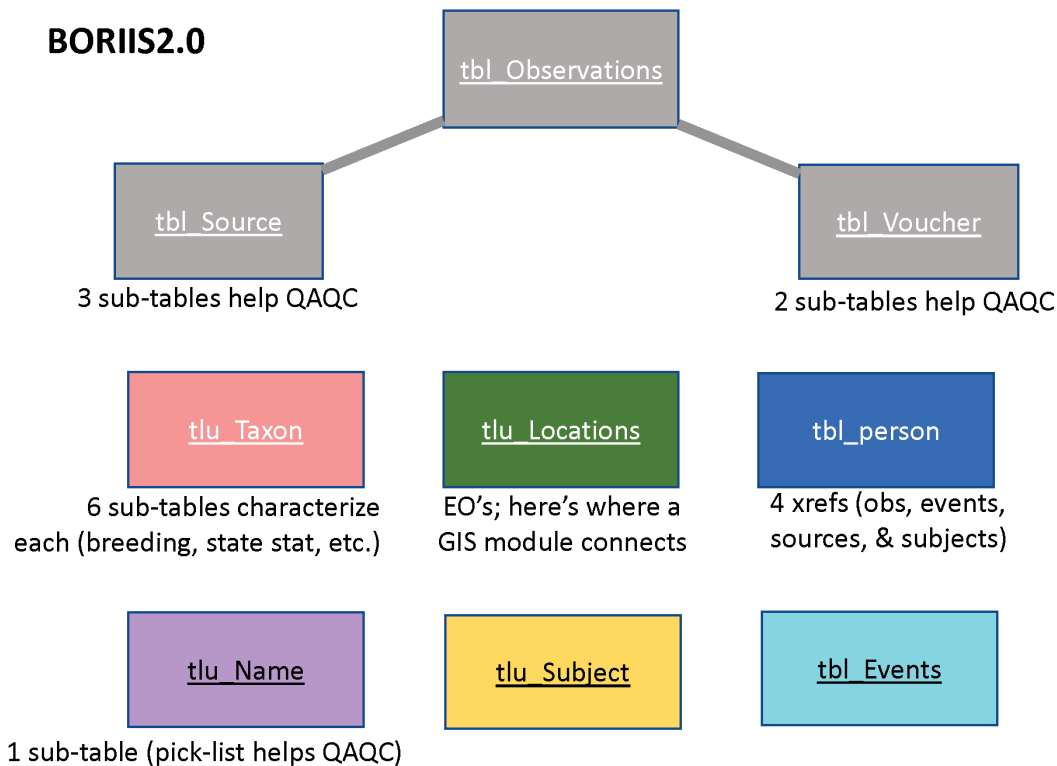 BORIIS2.0
tbl_Observations
tbl_Source
tbl_Voucher
3 sub-tables help QAQC
2 sub-tables help QAQC
tlu_Taxon
tlu_Locations
tbl_person
6 sub-tables characterize
each (breeding, state stat, etc.)
EO’s; here’s where a
GIS module connects
4 xrefs (obs, events,
sources, & subjects)
tlu_Name
tlu_Subject
tbl_Events
1 sub-table (pick-list helps QAQC)